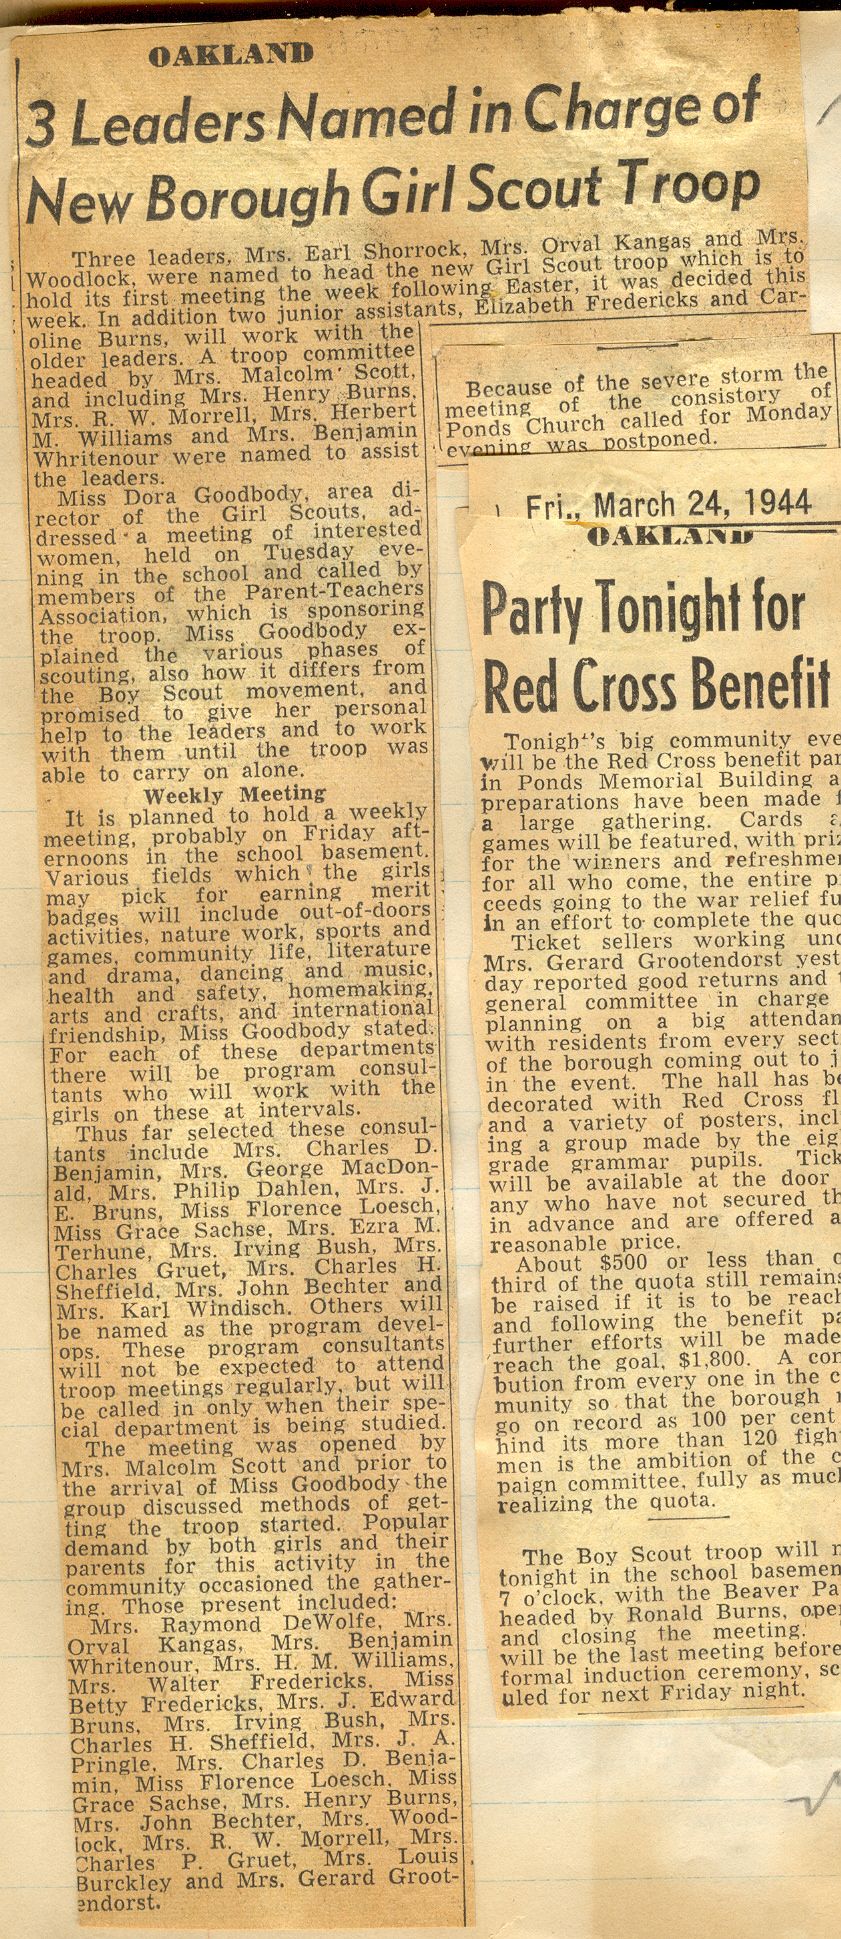 OAKLAND
3 Leaders Named in Charge of
New Borough Girl Scout Troop
Three leaders, Mrs. Earl Shorrock, Mrs. Orval Kangas and Mrs.
Woodlock, were named to head the new Girl Scout troop which is to
hold its first meeting the week following Easter, it was decided this
week. In addition two junior assistants, Elizabeth Fredericks and Car-
oline Burns, will work with the
older leaders. A troop committee
headed by Mrs. Malcolm Scott,
and including Mrs. Henry Burns,
Mrs. R. W. Morrell, Mrs. Herbert
M. Williams and Mrs. Benjamin
Whritenour were named to assist
the leaders.
Miss Dora Goodbody, area di-
rector of the Girl Scouts, ad-
dressed a meeting of interested
women, held on Tuesday eve-
ning in the school and called by
members of the Parent-Teachers
Association, which is sponsoring
the troop. Miss Goodbody ex-
plained the various phases of
scouting, also how it differs from
the Boy Scout movement, and
promised to give her personal
help to the leaders and to work
with them until the troop was
able to carry on alone.
Weekly Meeting
It is planned to hold a weekly
meeting, probably on Friday aft-
ernoons in the school basement.
Various fields which the girls
may pick for earning merit
badges will include out-of-doors
activities, nature work, sports and
games, community life, literature
and drama, dancing and music,
health and safety, homemaking,
arts and crafts, and international
friendship, Miss Goodbody stated.
For each of these departments
there will be program consul-
tants who will work with the
girls on these at intervals.
Thus far selected these consul-
tants include Mrs. Charles D.
Benjamin, Mrs. George MacDon-
ald, Mrs. Philip Dahlen, Mrs. J.
E. Bruns, Miss Florence Loesch,
Miss Grace Sachse, Mrs. Ezra M.
Terhune, Mrs. Irving Bush, Mrs.
Charles Gruet, Mrs. Charles H.
Sheffield, Mrs. John Bechter and
Mrs. Karl Windisch. Others will
be named as the program devel-
ops. These program consultants
will not be expected to attend
troop meetings regularly, but will
be called in only when their spe-
cial department is being studied.
The meeting was opened by
Mrs. Malcolm Scott and prior to
the arrival of Miss Goodbody the
group discussed methods of get-
ting the troop started. Popular
demand by both girls and their
parents for this activity in the
community occasioned the gather-
ing. Those present included:
Mrs. Raymond DeWolfe, Mrs.
Orval Kangas, Mrs. Benjamin
Whritenour, Mrs. H. M. Williams,
Mrs. Walter Fredericks, Miss
Betty Fredericks, Mrs. J. Edward
Bruns, Mrs. Irving Bush, Mrs.
Charles H. Sheffield, Mrs. J. A.
Pringle, Mrs. Charles D. Benja-
min, Miss Florence Loesch, Miss
Grace Sachse, Mrs. Henry Burns,
Mrs. John Bechter, Mrs. Wood-
lock, Mrs. R. W. Morrell, Mrs.
Charles P. Gruet, Mrs. Louis
Burckley and Mrs. Gerard Groot-
endorst.
Because of the severe storm the
meeting of the consistory of
Ponds Church called for Monday
evening was postponed.
Fri., March 24, 1944
OAKLAND
Party Tonight for
Red Cross Benefit
Tonight's big community eve
will be the Red Cross benefit par
in Ponds Memorial Building a
preparations have been made f
a large gathering. Cards a
games will be featured, with priz
for the winners and refreshmen
for all who come, the entire p
ceeds going to the war relief fu
in an effort to complete the quo
Ticket sellers working und
Mrs. Gerard Grootendorst yest
day reported good returns and t
general committee in charge
planning on a big attendan
with residents from every sect
of the borough coming out to j
in the event. The hall has be
decorated with Red Cross fl
and a variety of posters, incl
ing a group made by the eig
grade grammar pupils. Tick
will be available at the door
any who have not secured th
in advance and are offered a
reasonable price.
About $500 or less than o
third of the quota still remains
be raised if it is to be reach
and following the benefit pa
further efforts will be made
reach the goal, $1,800. A con
bution from every one in the c
munity so that the borough
go on record as 100 per cent
hind its more than 120 figh
men is the ambition of the c
paign committee, fully as much
realizing the quota.
The Boy Scout troop will m
tonight in the school basemen
7 o'clock, with the Beaver Pa
headed by Ronald Burns, ope
and closing the meeting.
will be the last meeting before
formal induction ceremony, sc
uled for next Friday night.